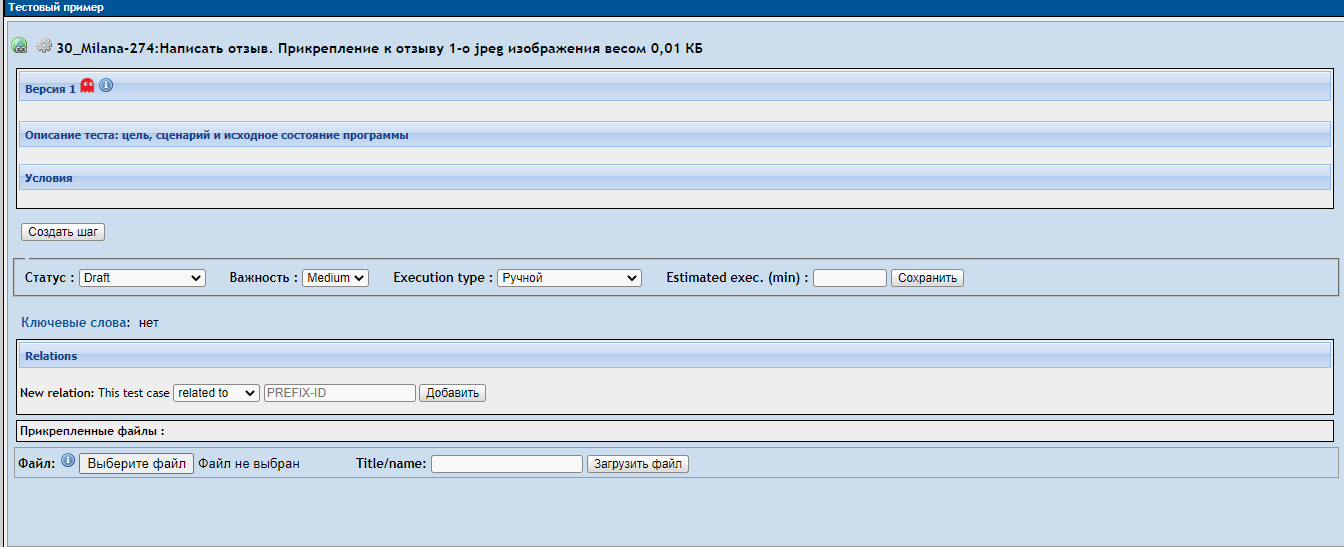 Тестовый пример
30_Milana-274:Написать отзыв. Прикрепление к отзыву 1-о jpeg изображения весом 0,01 КБ
Версия 1
Описание теста: цель, сценарий и исходное состояние программы
Условия
Создать шаг
Статус : Draft Важность : Medium Execution type : Ручной Estimated exec. (min) : Сохранить
Ключевые слова: нет
Relations
New relation: This test case related to PREFIX-ID Добавить
Прикрепленные файлы :
Файл: Выберите файл Файл не выбран Title/name: Загрузить файл